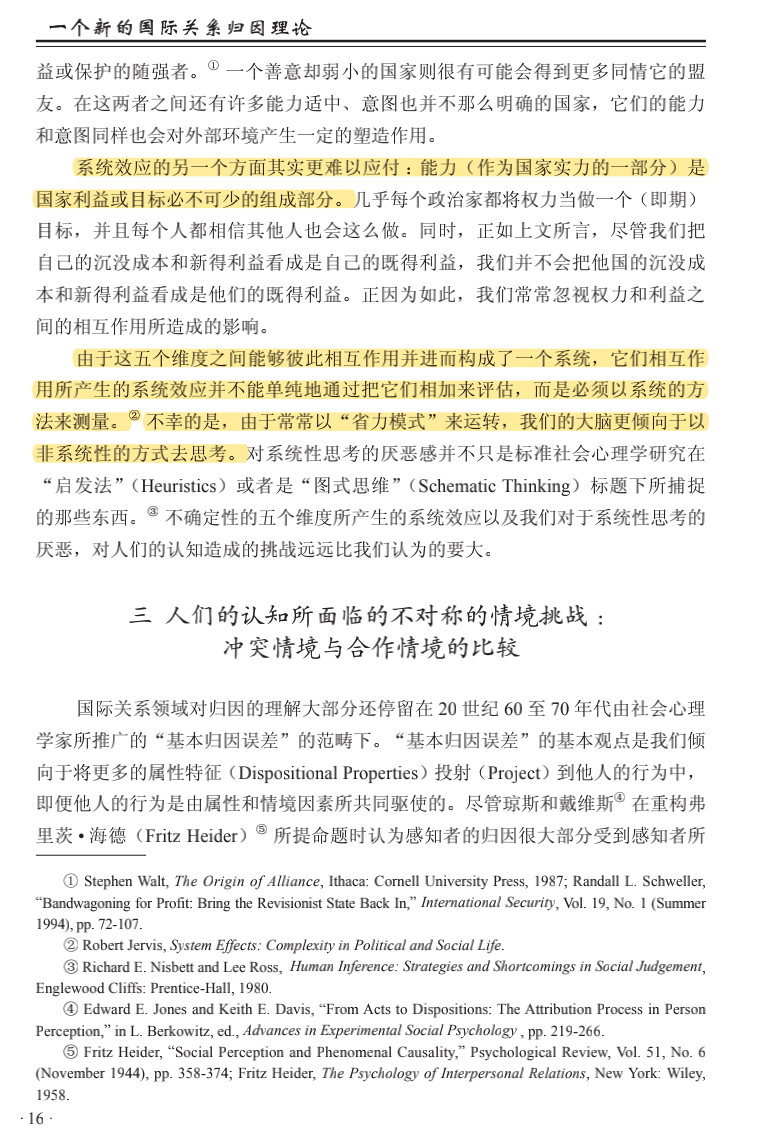 一个新的国际关系归因理论
益或保护的随强者。① 一个善意却弱小的国家则很有可能会得到更多同情它的盟
友。在这两者之间还有许多能力适中、意图也并不那么明确的国家，它们的能力
和意图同样也会对外部环境产生一定的塑造作用。
系统效应的另一个方面其实更难以应付：能力（作为国家实力的一部分）是
国家利益或目标必不可少的组成部分。几乎每个政治家都将权力当做一个（即期）
目标，并且每个人都相信其他人也会这么做。同时，正如上文所言，尽管我们把
自己的沉没成本和新得利益看成是自己的既得利益，我们并不会把他国的沉没成
本和新得利益看成是他们的既得利益。正因为如此，我们常常忽视权力和利益之
间的相互作用所造成的影响。
由于这五个维度之间能够彼此相互作用并进而构成了一个系统，它们相互作
用所产生的系统效应并不能单纯地通过把它们相加来评估，而是必须以系统的方
法来测量。② 不幸的是，由于常常以“省力模式”来运转，我们的大脑更倾向于以
非系统性的方式去思考。对系统性思考的厌恶感并不只是标准社会心理学研究在
“启发法”（Heuristics）或者是“图式思维”（Schematic Thinking）标题下所捕捉
的那些东西。③ 不确定性的五个维度所产生的系统效应以及我们对于系统性思考的
厌恶，对人们的认知造成的挑战远远比我们认为的要大。
三 人们的认知所面临的不对称的情境挑战：
冲突情境与合作情境的比较
国际关系领域对归因的理解大部分还停留在 20 世纪 60 至 70 年代由社会心理
学家所推广的“基本归因误差”的范畴下。“基本归因误差”的基本观点是我们倾
向于将更多的属性特征（Dispositional Properties）投射（Project）到他人的行为中，
即便他人的行为是由属性和情境因素所共同驱使的。尽管琼斯和戴维斯④ 在重构弗
里茨•海德（Fritz Heider）⑤ 所提命题时认为感知者的归因很大部分受到感知者所
① Stephen Walt, The Origin of Alliance, Ithaca: Cornell University Press, 1987; Randall L. Schweller,
“Bandwagoning for Profit: Bring the Revisionist State Back In,” International Security, Vol. 19, No. 1 (Summer
1994), pp. 72-107.
② Robert Jervis, System Effects: Complexity in Political and Social Life.
③ Richard E. Nisbett and Lee Ross, Human Inference: Strategies and Shortcomings in Social Judgement,
Englewood Cliffs: Prentice-Hall, 1980.
④ Edward E. Jones and Keith E. Davis, “From Acts to Dispositions: The Attribution Process in Person
Perception,” in L. Berkowitz, ed., Advances in Experimental Social Psychology , pp. 219-266.
⑤ Fritz Heider, “Social Perception and Phenomenal Causality,” Psychological Review, Vol. 51, No. 6
(November 1944), pp. 358-374; Fritz Heider, The Psychology of Interpersonal Relations, New York: Wiley,
1958.
· 16 ·